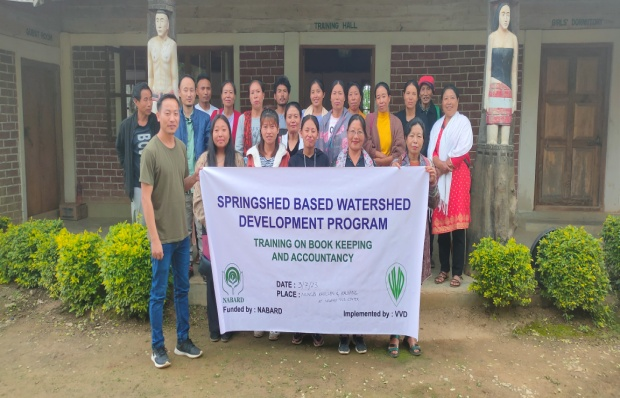 TRAINING HALL
SPRINGSHED BASED WATERSHED
DEVELOPMENT PROGRAM
TRAINING ON BOOK KEEPING
AND ACCOUNTANCY
DATE :
PLACE :
NABARD
Funded by : NABARD
Implemented by : VVD